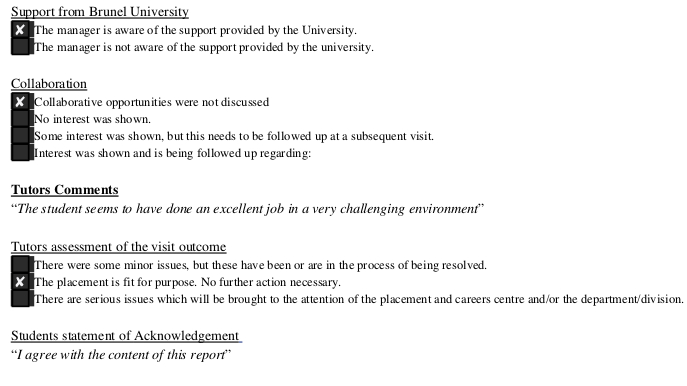 Support from Brunel University
The manager is aware of the support provided by the University.
The manager is not aware of the support provided by the university.
Collaboration
Collaborative opportunities were not discussed
No interest was shown.
Some interest was shown, but this needs to be followed up at a subsequent visit.
Interest was shown and is being followed up regarding:
Tutors Comments
“The student seems to have done an excellent job in a very challenging environment”
Tutors assessment of the visit outcome
There were some minor issues, but these have been or are in the process of being resolved.
The placement is fit for purpose. No further action necessary.
There are serious issues which will be brought to the attention of the placement and careers centre and/or the department/division.
Students statement of Acknowledgement
“I agree with the content of this report”